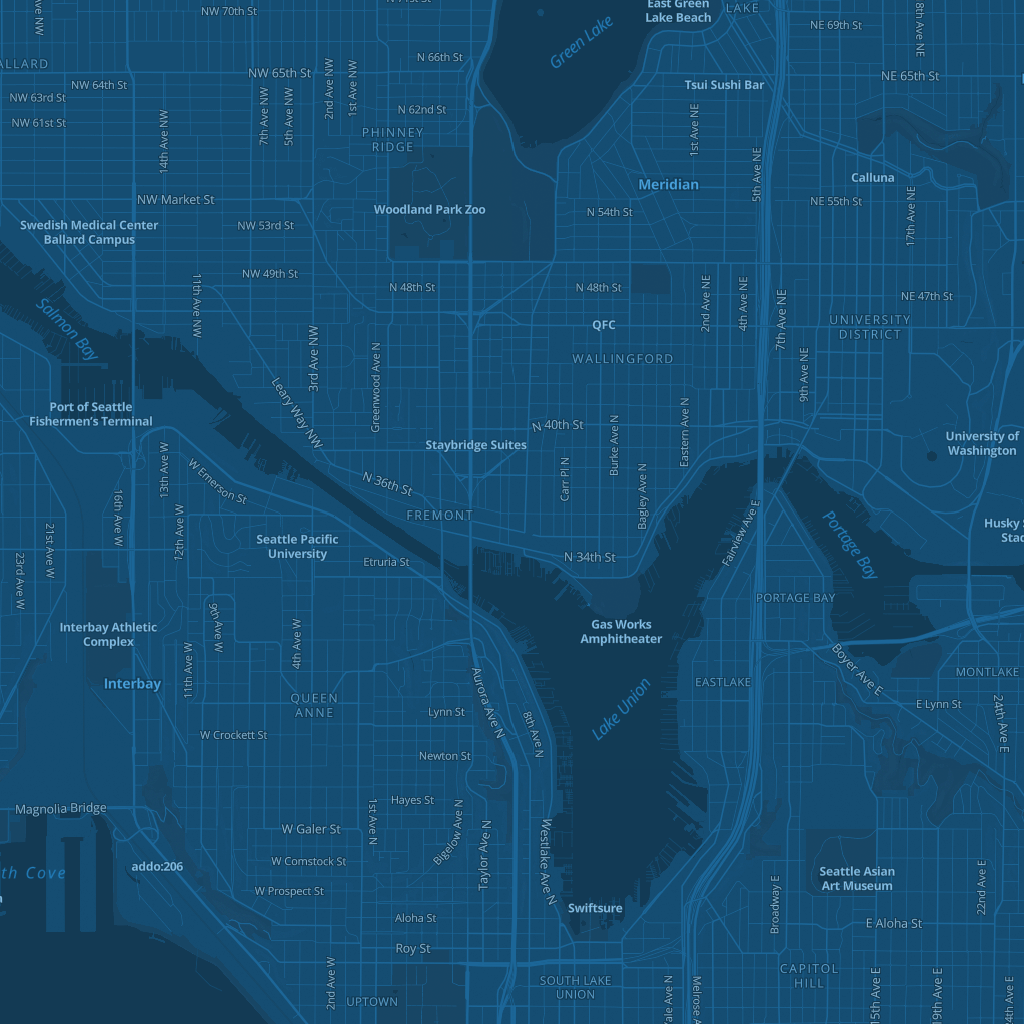 NW 70th St
East Green
Lake Beach
LAKE
NE 69th St
8th Ave NE
Green Lake
N 66th St
ALLARD
NW 65th St
NE 65th St
NW 64th St
Tsui Sushi Bar
NW 63rd St
2nd Ave NW
1st Ave NW
7th Ave NW
5th Ave NW
N 62nd St
NW 61st St
14th Ave NW
PHINNEY
RIDGE
1st Ave NE
5th Ave NE
Calluna
Meridian
NW Market St
NE 55th St
17th Ave NE
Woodland Park Zoo
N 54th St
Swedish Medical Center
Ballard Campus
NW 53rd St
NW 49th St
N 48th St
N 48th St
11th Ave NW
2nd Ave NE
4th Ave NE
7th Ave NE
NE 47th St
Salmon Bay
QFC
UNIVERSITY
DISTRICT
3rd Ave NW
Greenwood Ave N
WALLINGFORD
9th Ave NE
Port of Seattle
Fishermen's Terminal
Leary Way NW
N 40th St
Burke Ave N
Eastern Ave N
Staybridge Suites
University of
Washington
13th Ave W
W Emerson St
N 36th St
Carr Pl N
Bagley Ave N
16th Ave W
FREMONT
21st Ave W
12th Ave W
Seattle Pacific
University
Fairview Ave E
Portage Bay
Husky S
Stac
23rd Ave W
Etruria St
N 34th St
PORTAGE BAY
Interbay Athletic
Complex
9th Ave W
4th Ave W
Gas Works
Amphitheater
11th Ave W
Boyer Ave E
MONTLAKE
Interbay
QUEEN
ANNE
Aurora Ave N
EASTLAKE
Lynn St
8th Ave N
Lake Union
E Lynn St
24th Ave E
W Crockett St
Newton St
Magnolia Bridge
Hayes St
1st Ave N
W Galer St
Bigelow Ave N
Taylor Ave N
Westlake Ave N
W Comstock St
addo:206
th Cove
Seattle Asian
Art Museum
W Prospect St
22nd Ave E
Broadway E
Swiftsure
Aloha St
E Aloha St
Roy St
2nd Ave W
UPTOWN
SOUTH LAKE
UNION
CAPITOL
HILL
Melrose A
15th Ave E